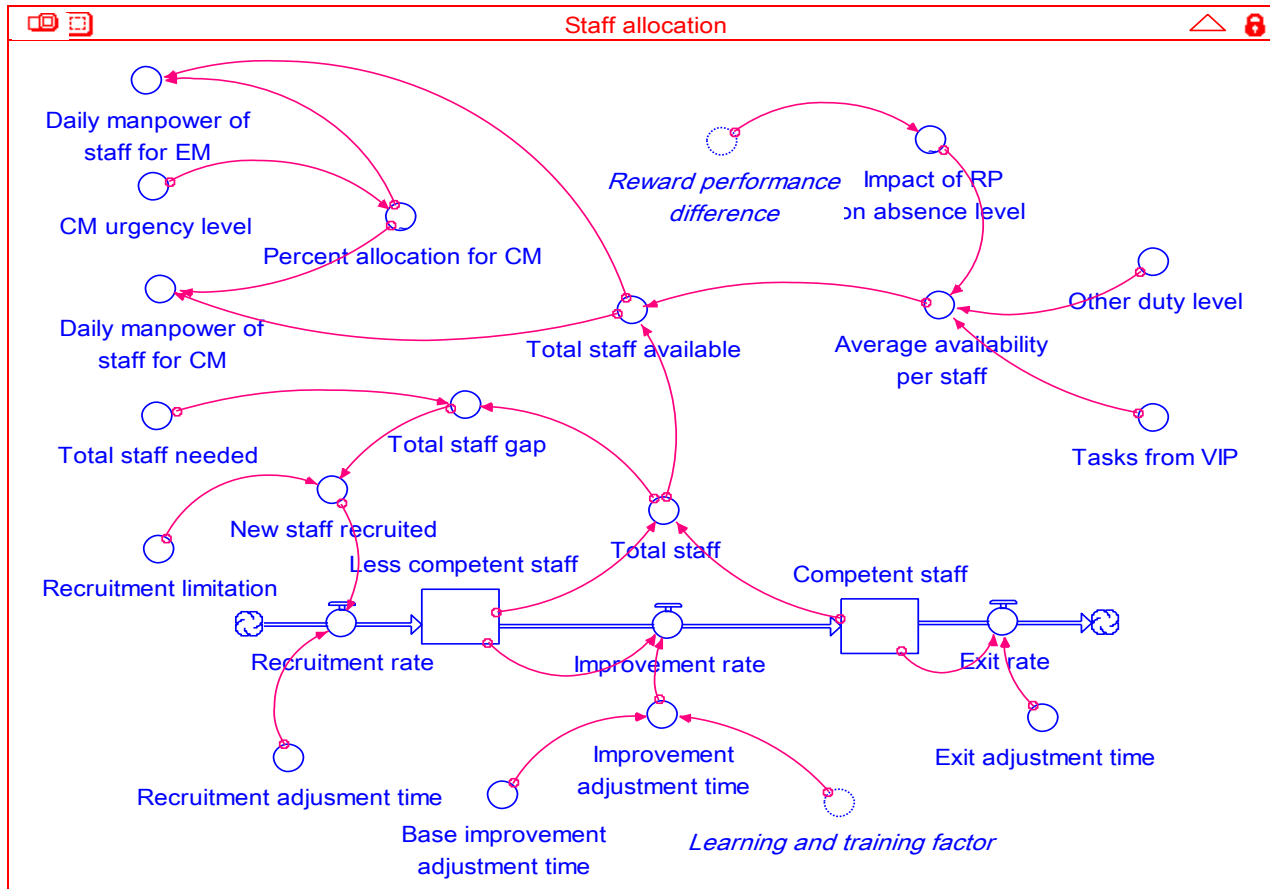 Staff allocation
Daily manpower of
staff for EM
Reward performance
difference
Impact of RP
on absence level
CM urgency level
Percent allocation for CM
Other duty level
Daily manpower of
staff for CM
Total staff available
Average availability
per staff
Total staff needed
Total staff gap
Tasks from VIP
New staff recruited
Total staff
Recruitment limitation
Less competent staff
Competent staff
Recruitment rate
Improvement rate
Exit rate
Improvement
adjustment time
Exit adjustment time
Recruitment adjusment time
Base improvement
adjustment time
Learning and training factor